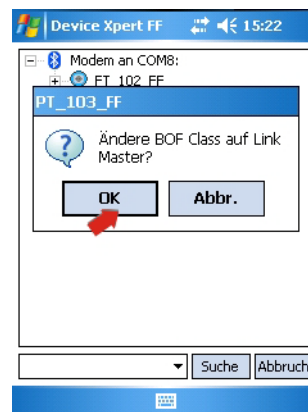 Device Xpert FF 15:22
Modem an COM8:
FT_102_FF
PT_103_FF
Ändere BOF Class auf Link
Master?
OK Abbr.
Suche Abbruch